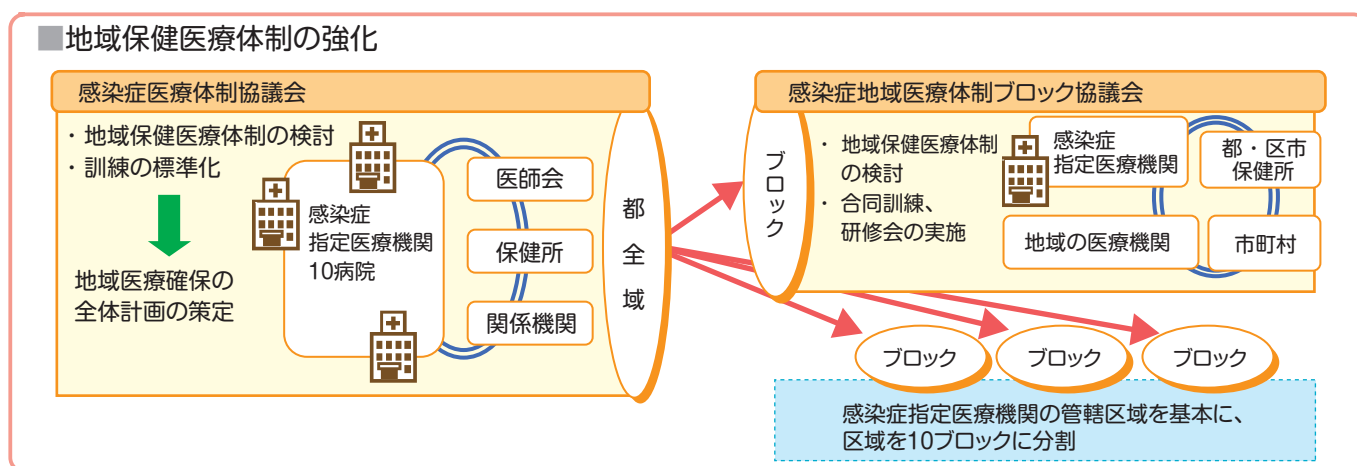 ■地域保健医療体制の強化
感染症医療体制協議会
・地域保健医療体制の検討
・訓練の標準化
地域医療確保の
全体計画の策定
感染症
指定医療機関
10病院
医師会
保健所
関係機関
都全域
感染症地域医療体制ブロック協議会
ブロック
・地域保健医療体制
の検討
・合同訓練、
研修会の実施
感染症
指定医療機関
都・区市
保健所
地域の医療機関
市町村
ブロック
ブロック
ブロック
感染症指定医療機関の管轄区域を基本に、
区域を10ブロックに分割